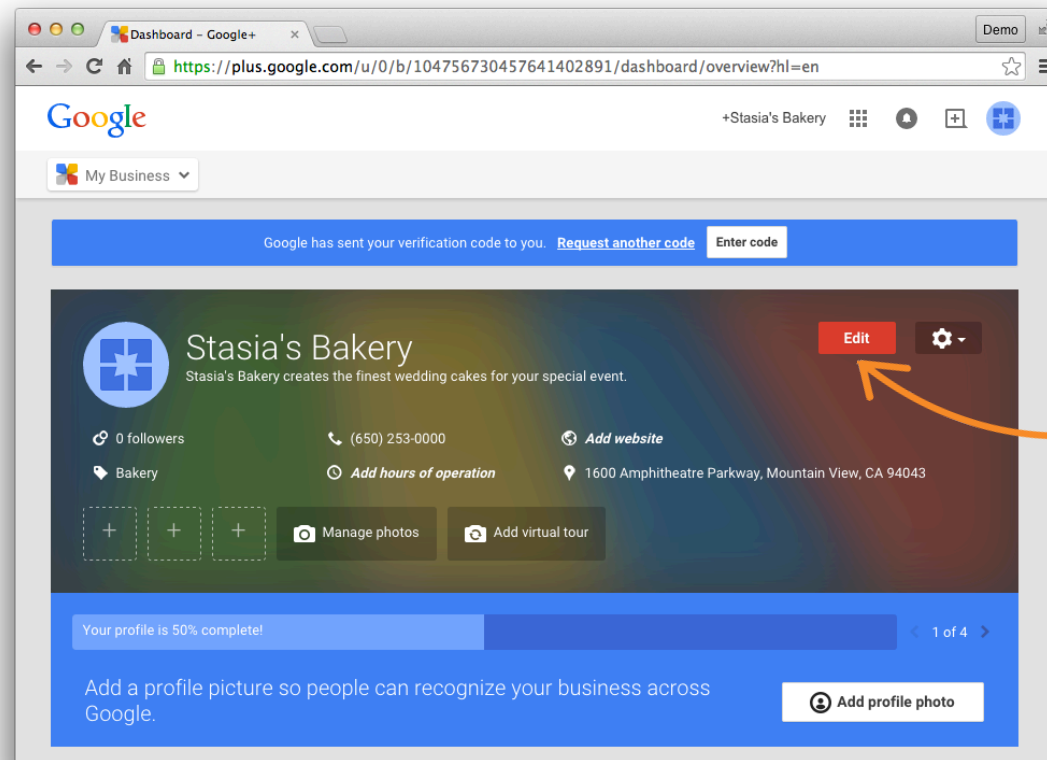 Dashboard – Google+
Demo
https://plus.google.com/u/0/b/104756730457641402891/dashboard/overview?hl=en
Google
+Stasia's Bakery
My Business
Google has sent your verification code to you. Request another code Enter code
Stasia's Bakery
Edit
Stasia's Bakery creates the finest wedding cakes for your special event.
0 followers
(650) 253-0000
Add website
Bakery
Add hours of operation
1600 Amphitheatre Parkway, Mountain View, CA 94043
Manage photos
Add virtual tour
Your profile is 50% complete!
1 of 4
Add a profile picture so people can recognize your business across
Google.
Add profile photo